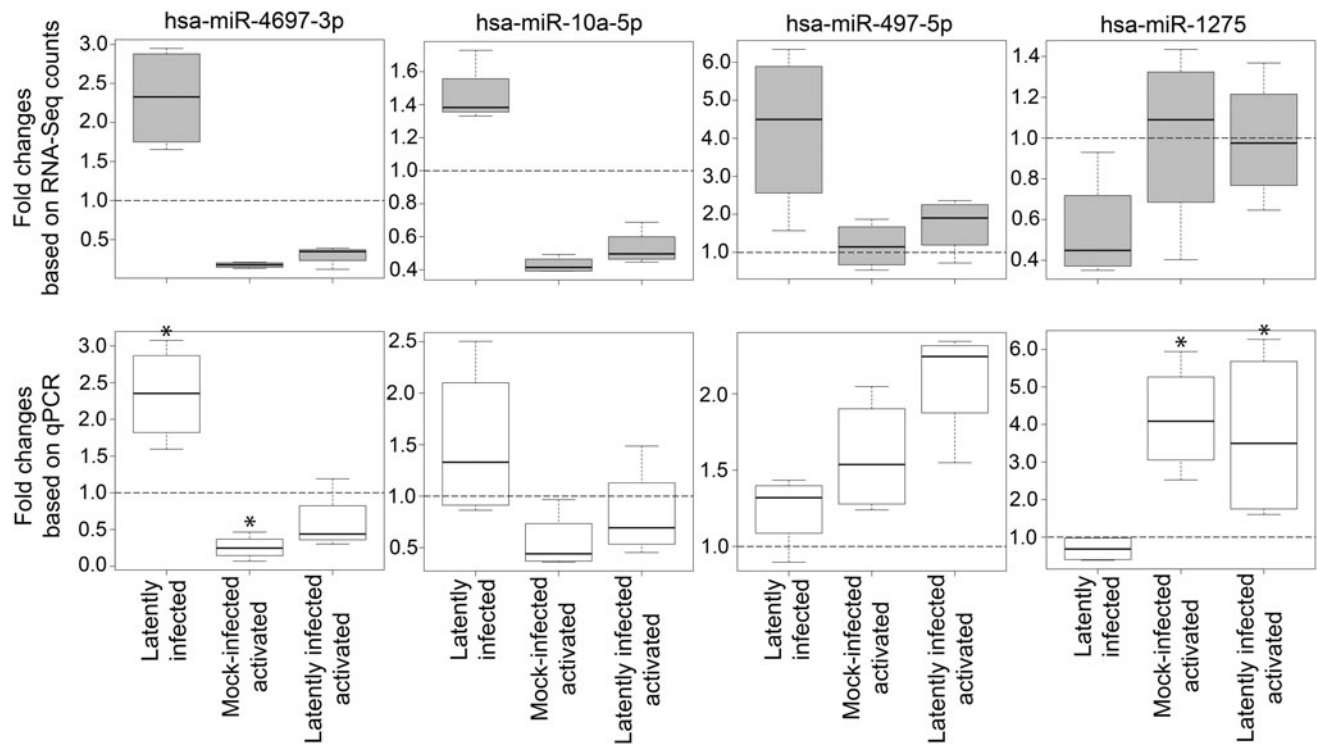 hsa-miR-4697-3p
hsa-miR-10a-5p
hsa-miR-497-5p
hsa-miR-1275
Fold changes
based on RNA-Seq counts
3.0
2.5
2.0
1.5
1.0
0.5
1.6
1.4
1.2
1.0
0.8
0.6
0.4
6.0
5.0
4.0
3.0
2.0
1.0
1.4
1.2
1.0
0.8
0.6
0.4
Fold changes
based on qPCR
3.0
2.5
2.0
1.5
1.0
0.5
0.0
*
*
2.5
2.0
1.5
1.0
0.5
2.0
1.5
1.0
6.0
5.0
4.0
3.0
2.0
1.0
*
*
Latently
infected
Mock-infected
activated
Latently infected
activated
Latently
infected
Mock-infected
activated
Latently infected
activated
Latently
infected
Mock-infected
activated
Latently infected
activated
Latently
infected
Mock-infected
activated
Latently infected
activated